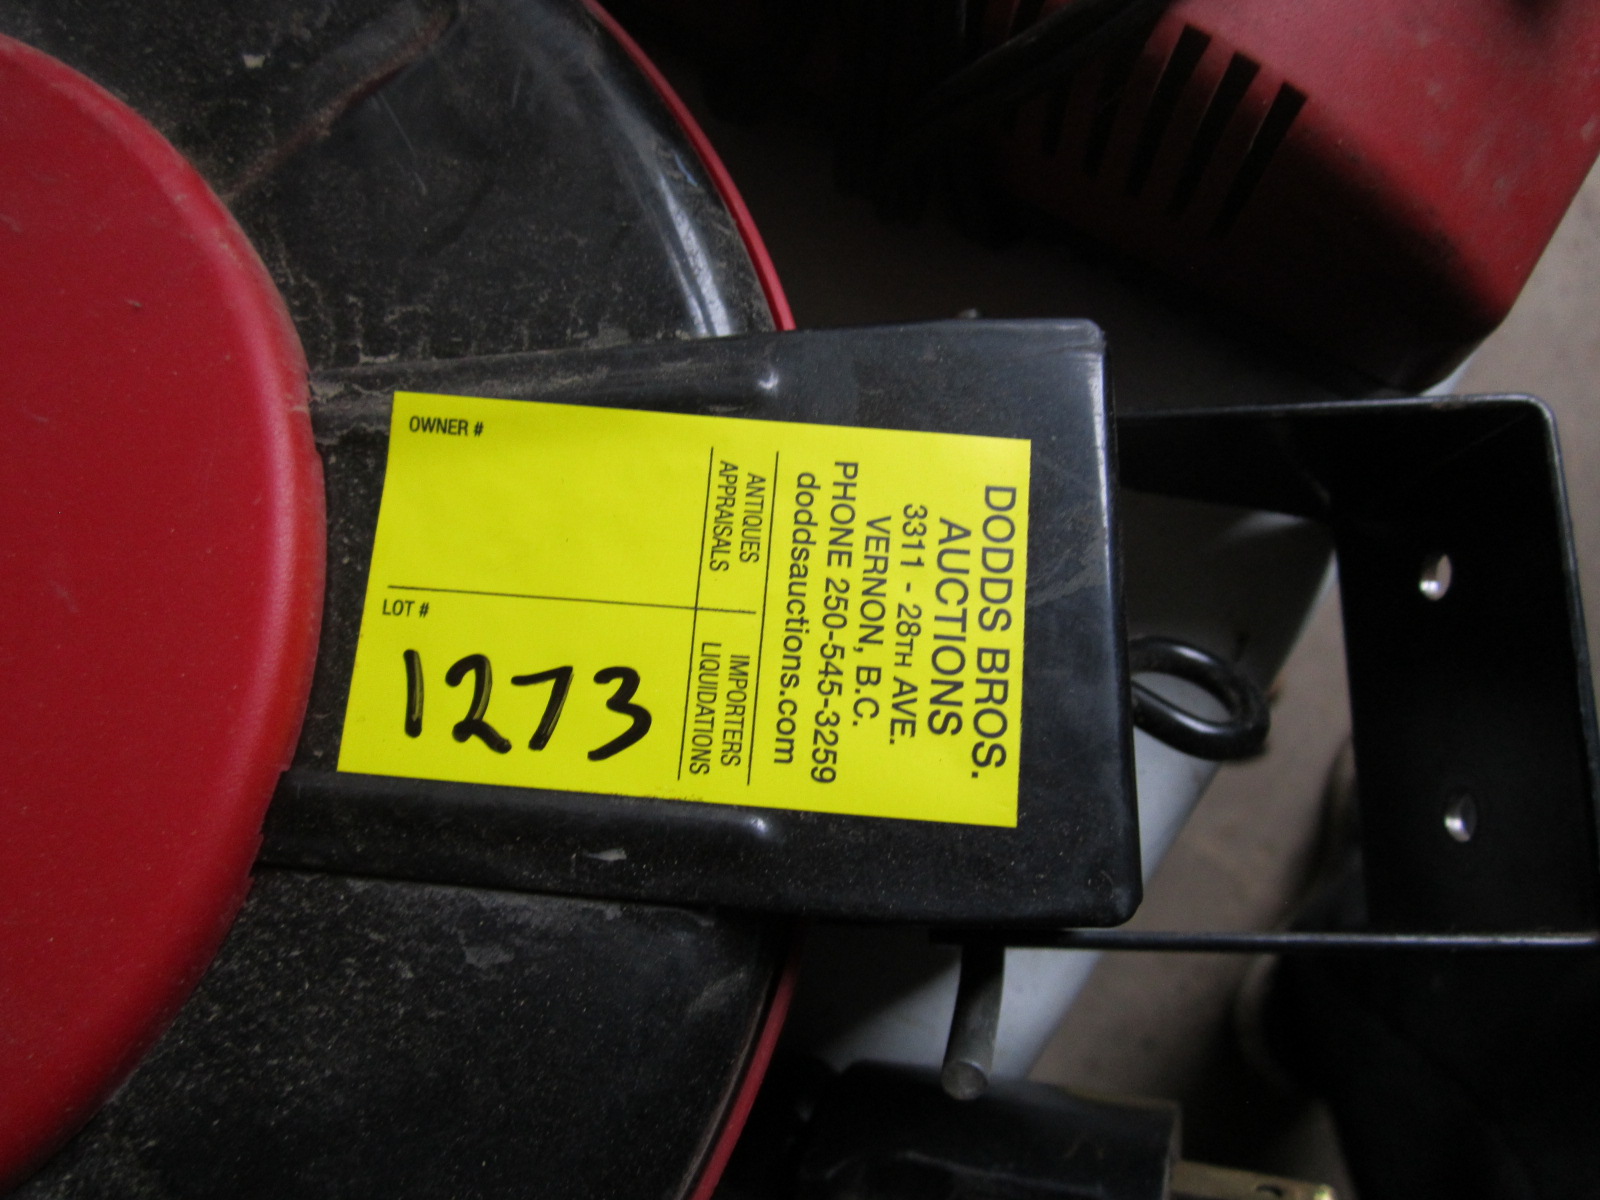 DODDS BROS.
AUCTIONS
3311 - 28TH AVE.
VERNON, B.C.
PHONE 250-545-3259
doddsauctions.com
ANTIQUES
APPRAISALS
IMPORTERS
LIQUIDATIONS
OWNER #
LOT #
1273